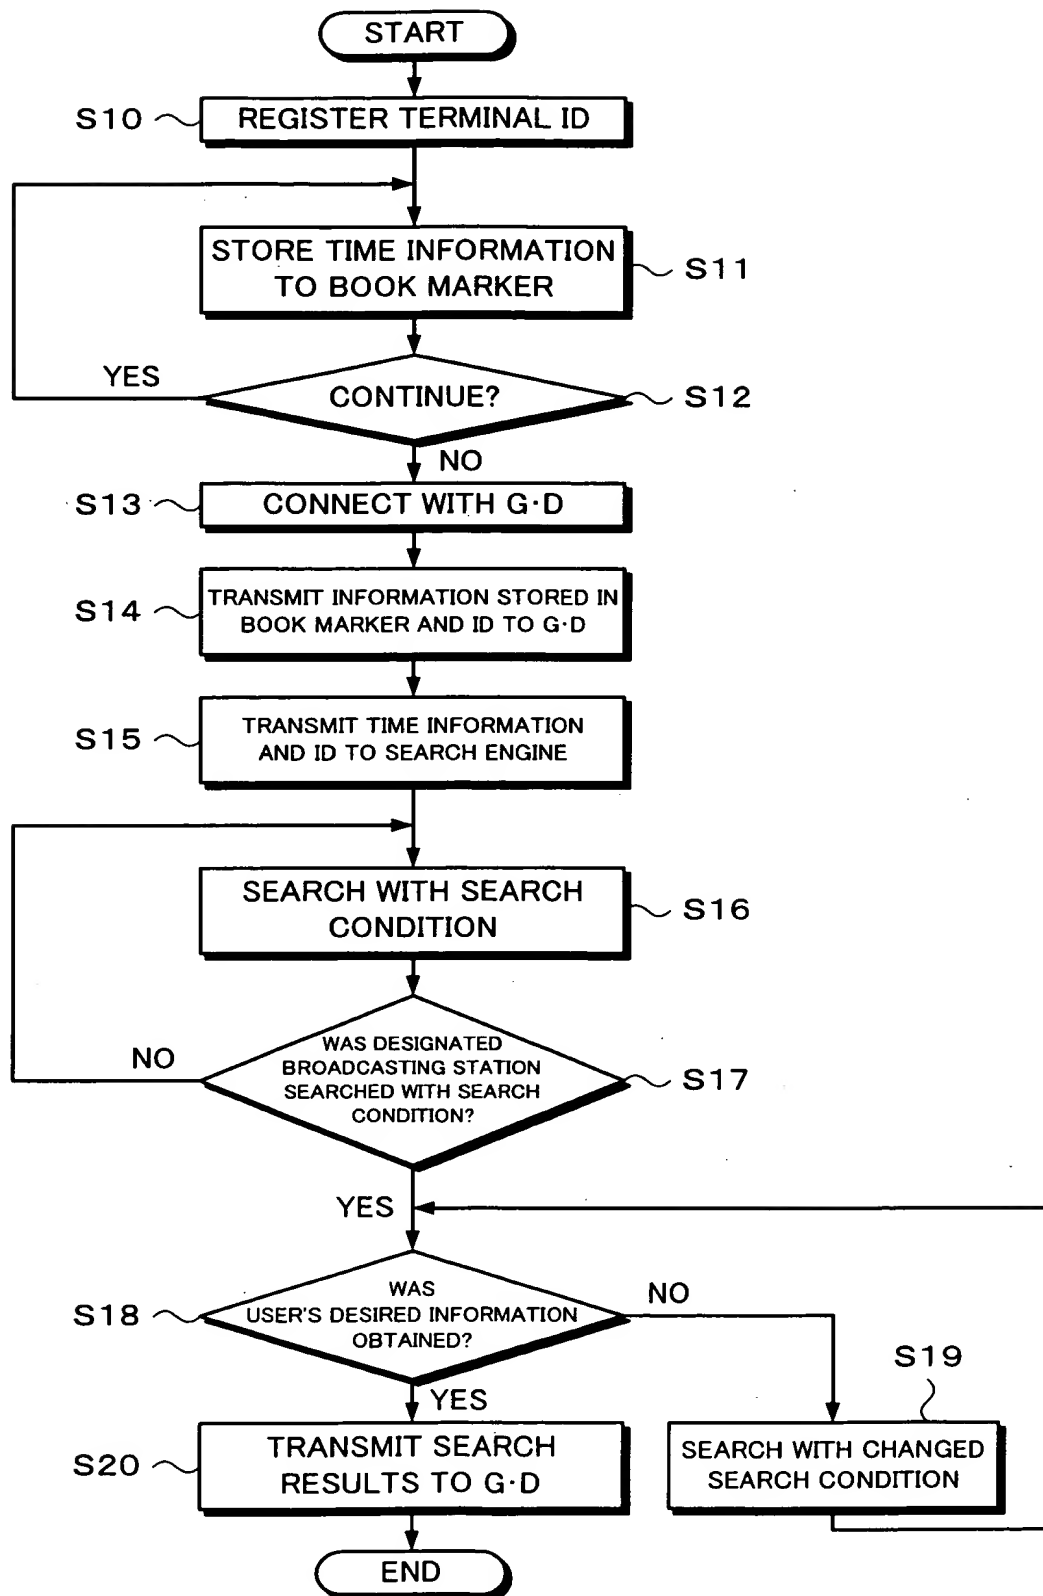 START
S10
REGISTER TERMINAL ID
STORE TIME INFORMATION
TO BOOK MARKER
S11
YES
CONTINUE?
S12
NO
S13
CONNECT WITH G·D
S14
TRANSMIT INFORMATION STORED IN
BOOK MARKER AND ID TO G·D
S15
TRANSMIT TIME INFORMATION
AND ID TO SEARCH ENGINE
SEARCH WITH SEARCH
CONDITION
S16
NO
WAS DESIGNATED
BROADCASTING STATION
SEARCHED WITH SEARCH
CONDITION?
S17
YES
S18
WAS
USER'S DESIRED INFORMATION
OBTAINED?
NO
YES
S19
S20
TRANSMIT SEARCH
RESULTS TO G·D
SEARCH WITH CHANGED
SEARCH CONDITION
END